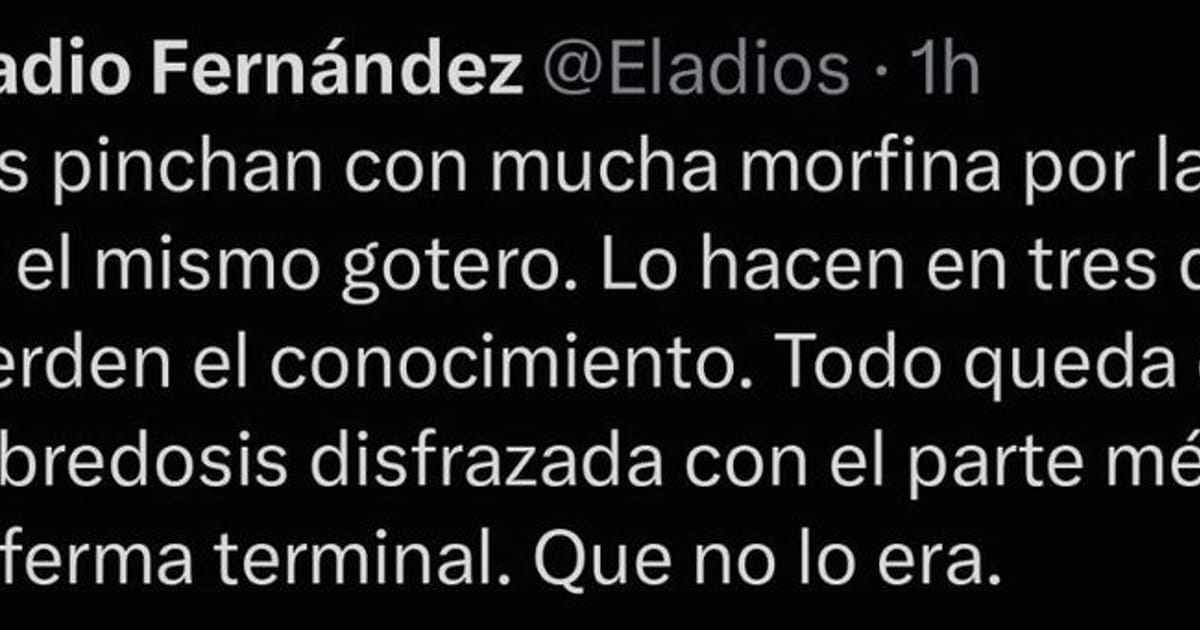 adio Fernández @Eladios · 1h
s pinchan con mucha morfina por la
el mismo gotero. Lo hacen en tres
erden el conocimiento. Todo queda
bredosis disfrazada con el parte mé
ferma terminal. Que no lo era.